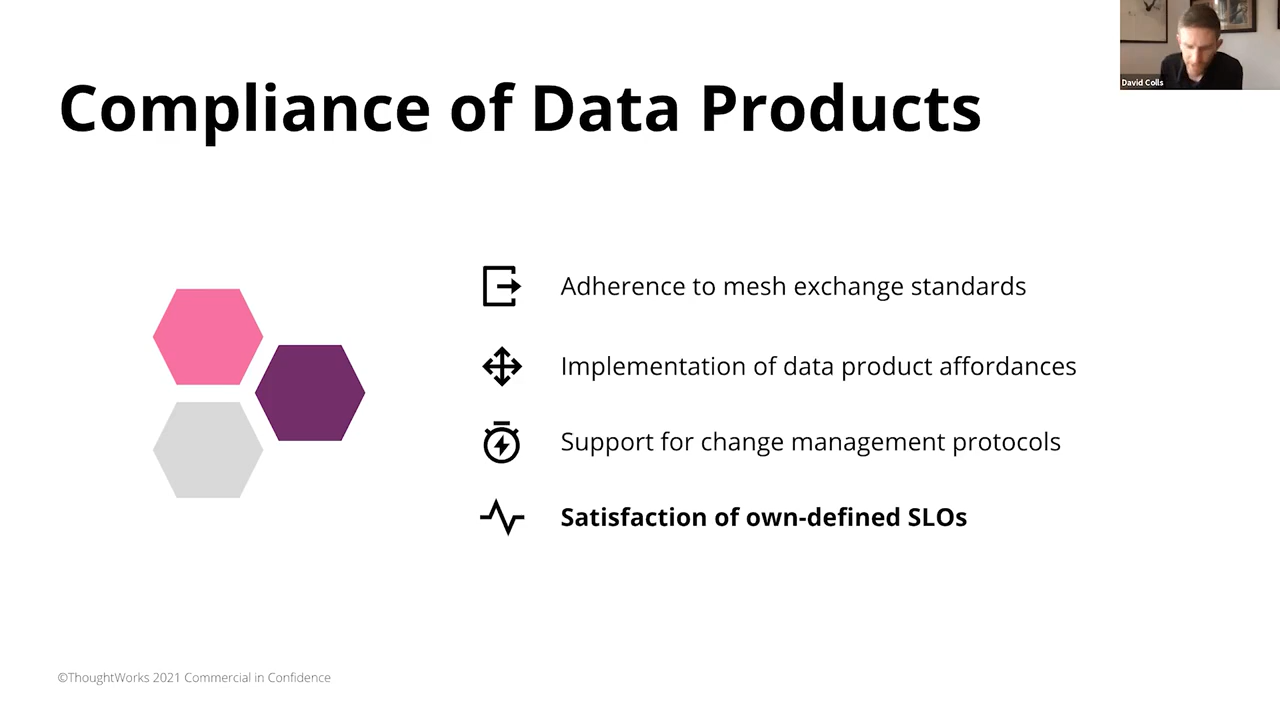 Compliance of Data Products
David Colls
Adherence to mesh exchange standards
Implementation of data product affordances
Support for change management protocols
Satisfaction of own-defined SLOs
©ThoughtWorks 2021 Commercial in Confidence